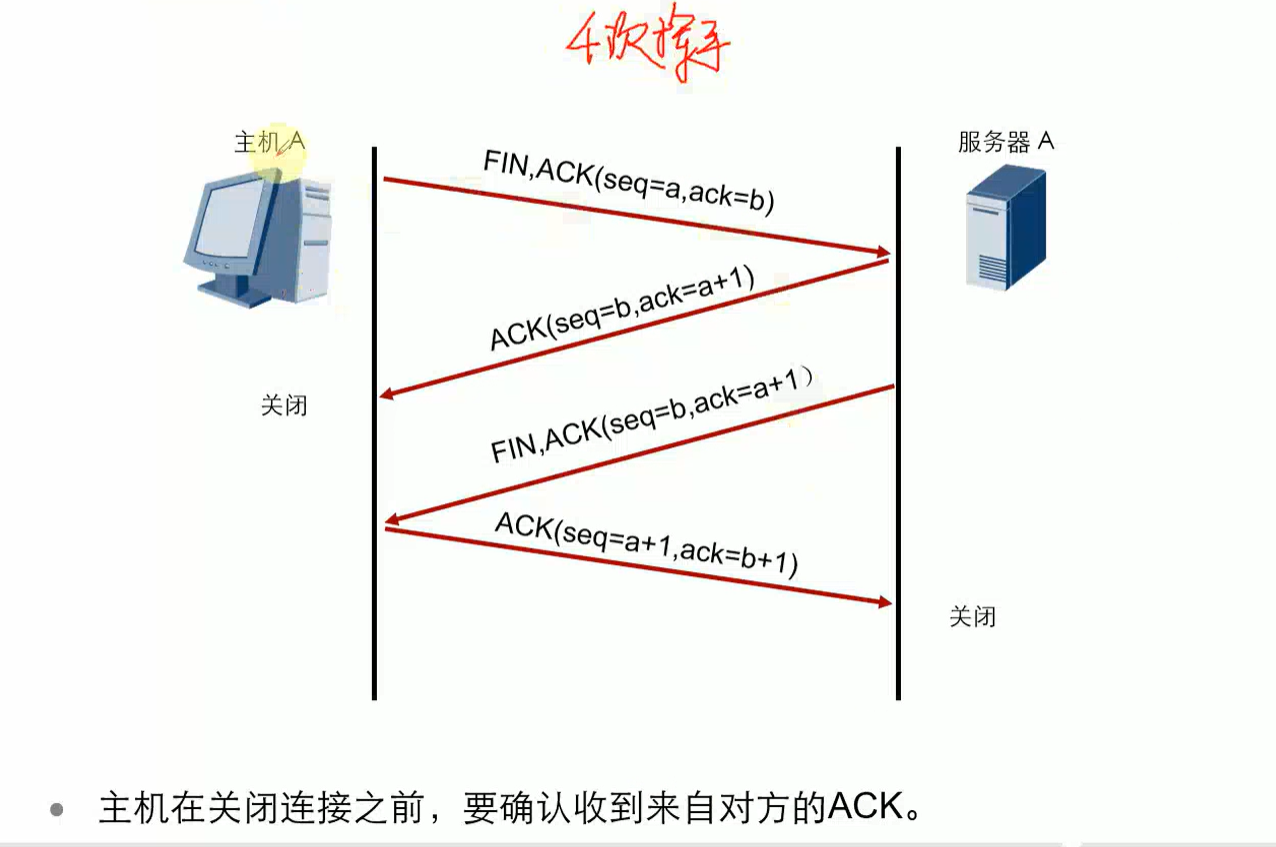 4次挥手
主机 A
服务器 A
FIN,ACK(seq=a,ack=b)
ACK(seq=b,ack=a+1)
关闭
FIN,ACK(seq=b,ack=a+1）
ACK(seq=a+1,ack=b+1)
关闭
主机在关闭连接之前，要确认收到来自对方的ACK。